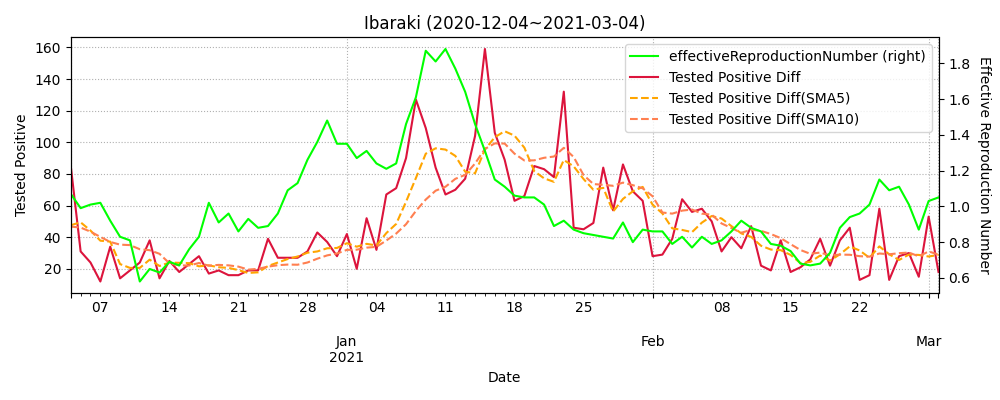 Ibaraki (2020-12-04~2021-03-04)
effectiveReproductionNumber (right)
Tested Positive Diff
Tested Positive Diff(SMA5)
Tested Positive Diff(SMA10)
Tested Positive
160
140
120
100
80
60
40
20
1.8
1.6
1.4
1.2
1.0
0.8
0.6
Effective Reproduction Number
07 14 21 28 04 11 18 25 08 15 22
Jan Feb Mar
2021
Date